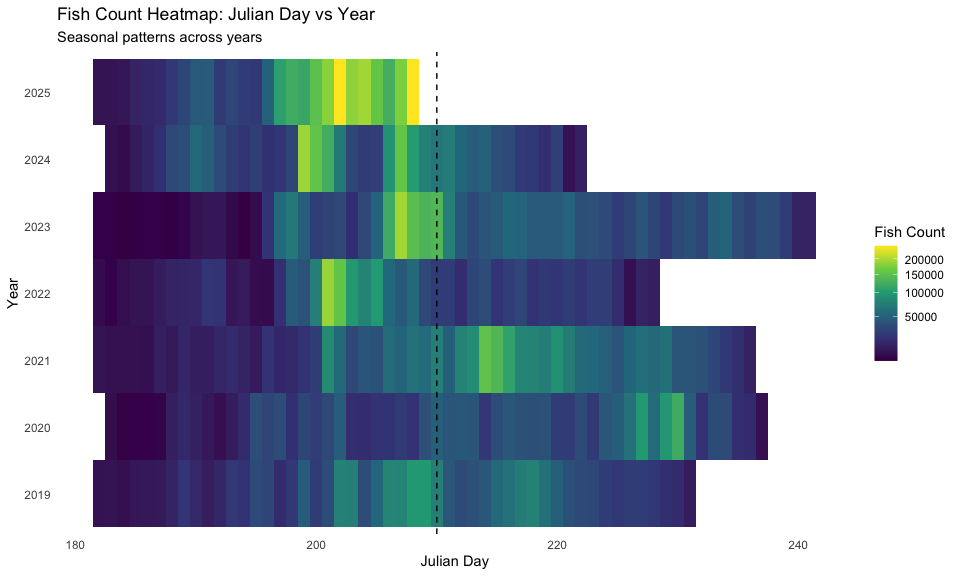 Fish Count Heatmap: Julian Day vs Year
Seasonal patterns across years
Year
2025
2024
2023
2022
2021
2020
2019
180 200 220 240
Julian Day
Fish Count
200000
150000
100000
50000